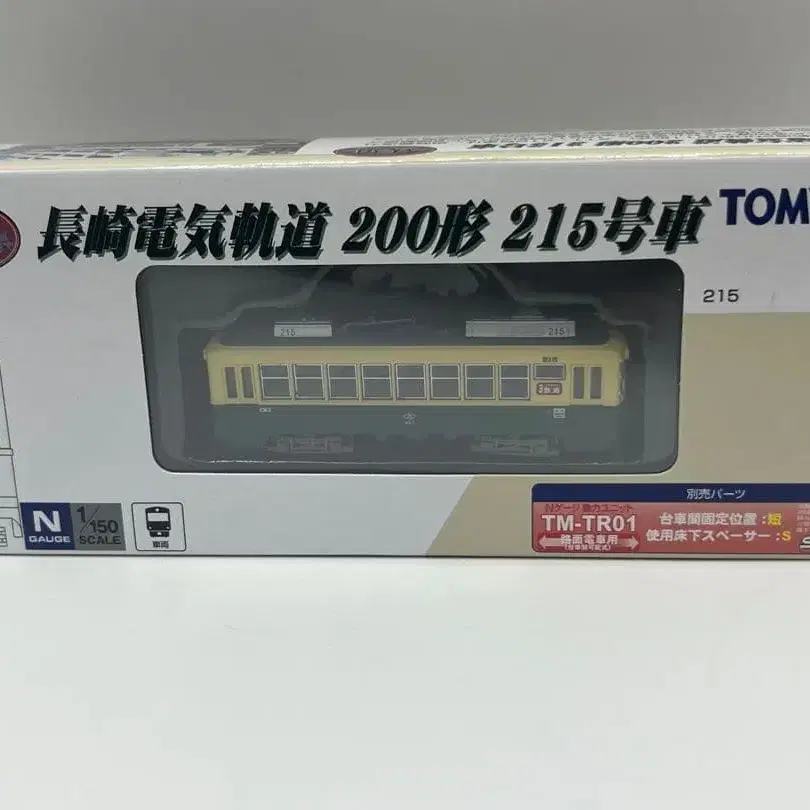 長崎電気軌道 200形 215号車
TOM
215
215
215
N
GAUGE
1/150
SCALE
車両
別売パーツ
Nゲージ動力ユニット
TM-TR01
路面電車用
台車間固定位置:短
使用床下スペーサー:S